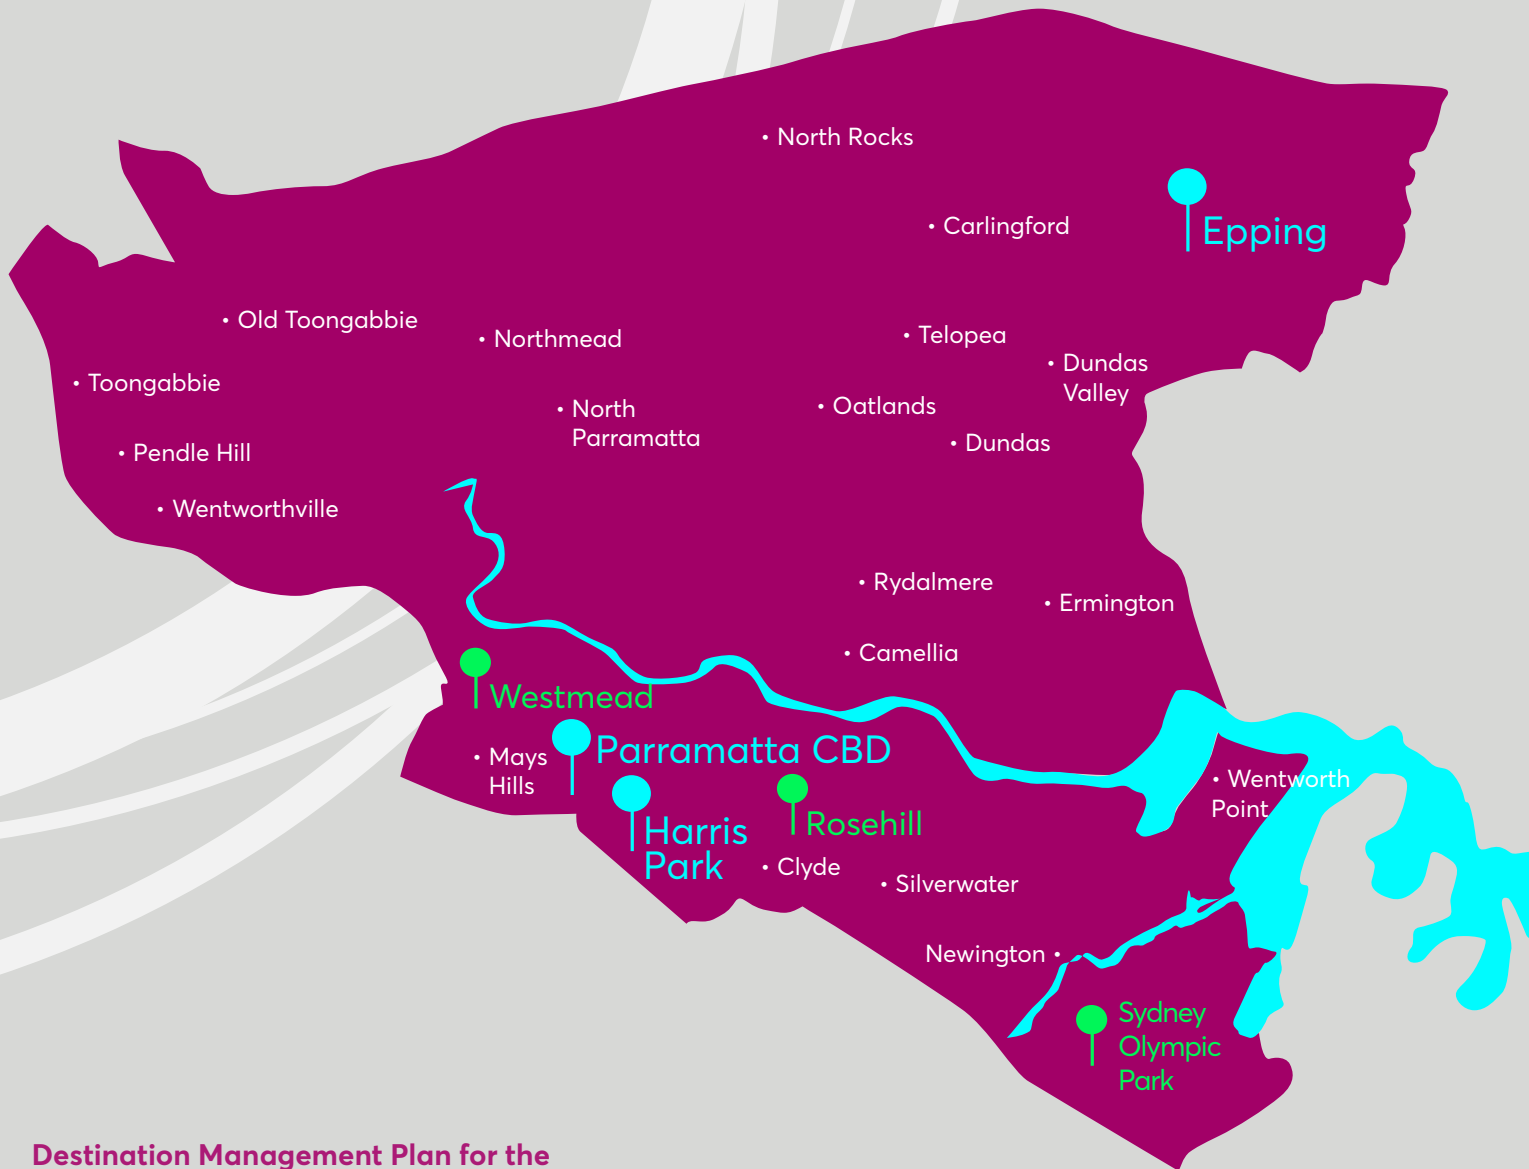 • North Rocks
• Carlingford
Epping
• Old Toongabbie
• Northmead
• Telopea
• Dundas
Valley
• Toongabbie
• North
Parramatta
• Oatlands
• Dundas
• Pendle Hill
• Wentworthville
• Rydalmere
• Ermington
• Camellia
Westmead
• Mays
Hills
Parramatta CBD
• Wentworth
Point
Harris
Park
Rosehill
• Clyde
• Silverwater
Newington •
Sydney
Olympic
Park
Destination Management Plan for the